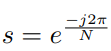 s = e^{\frac{-j2\pi}{N}}